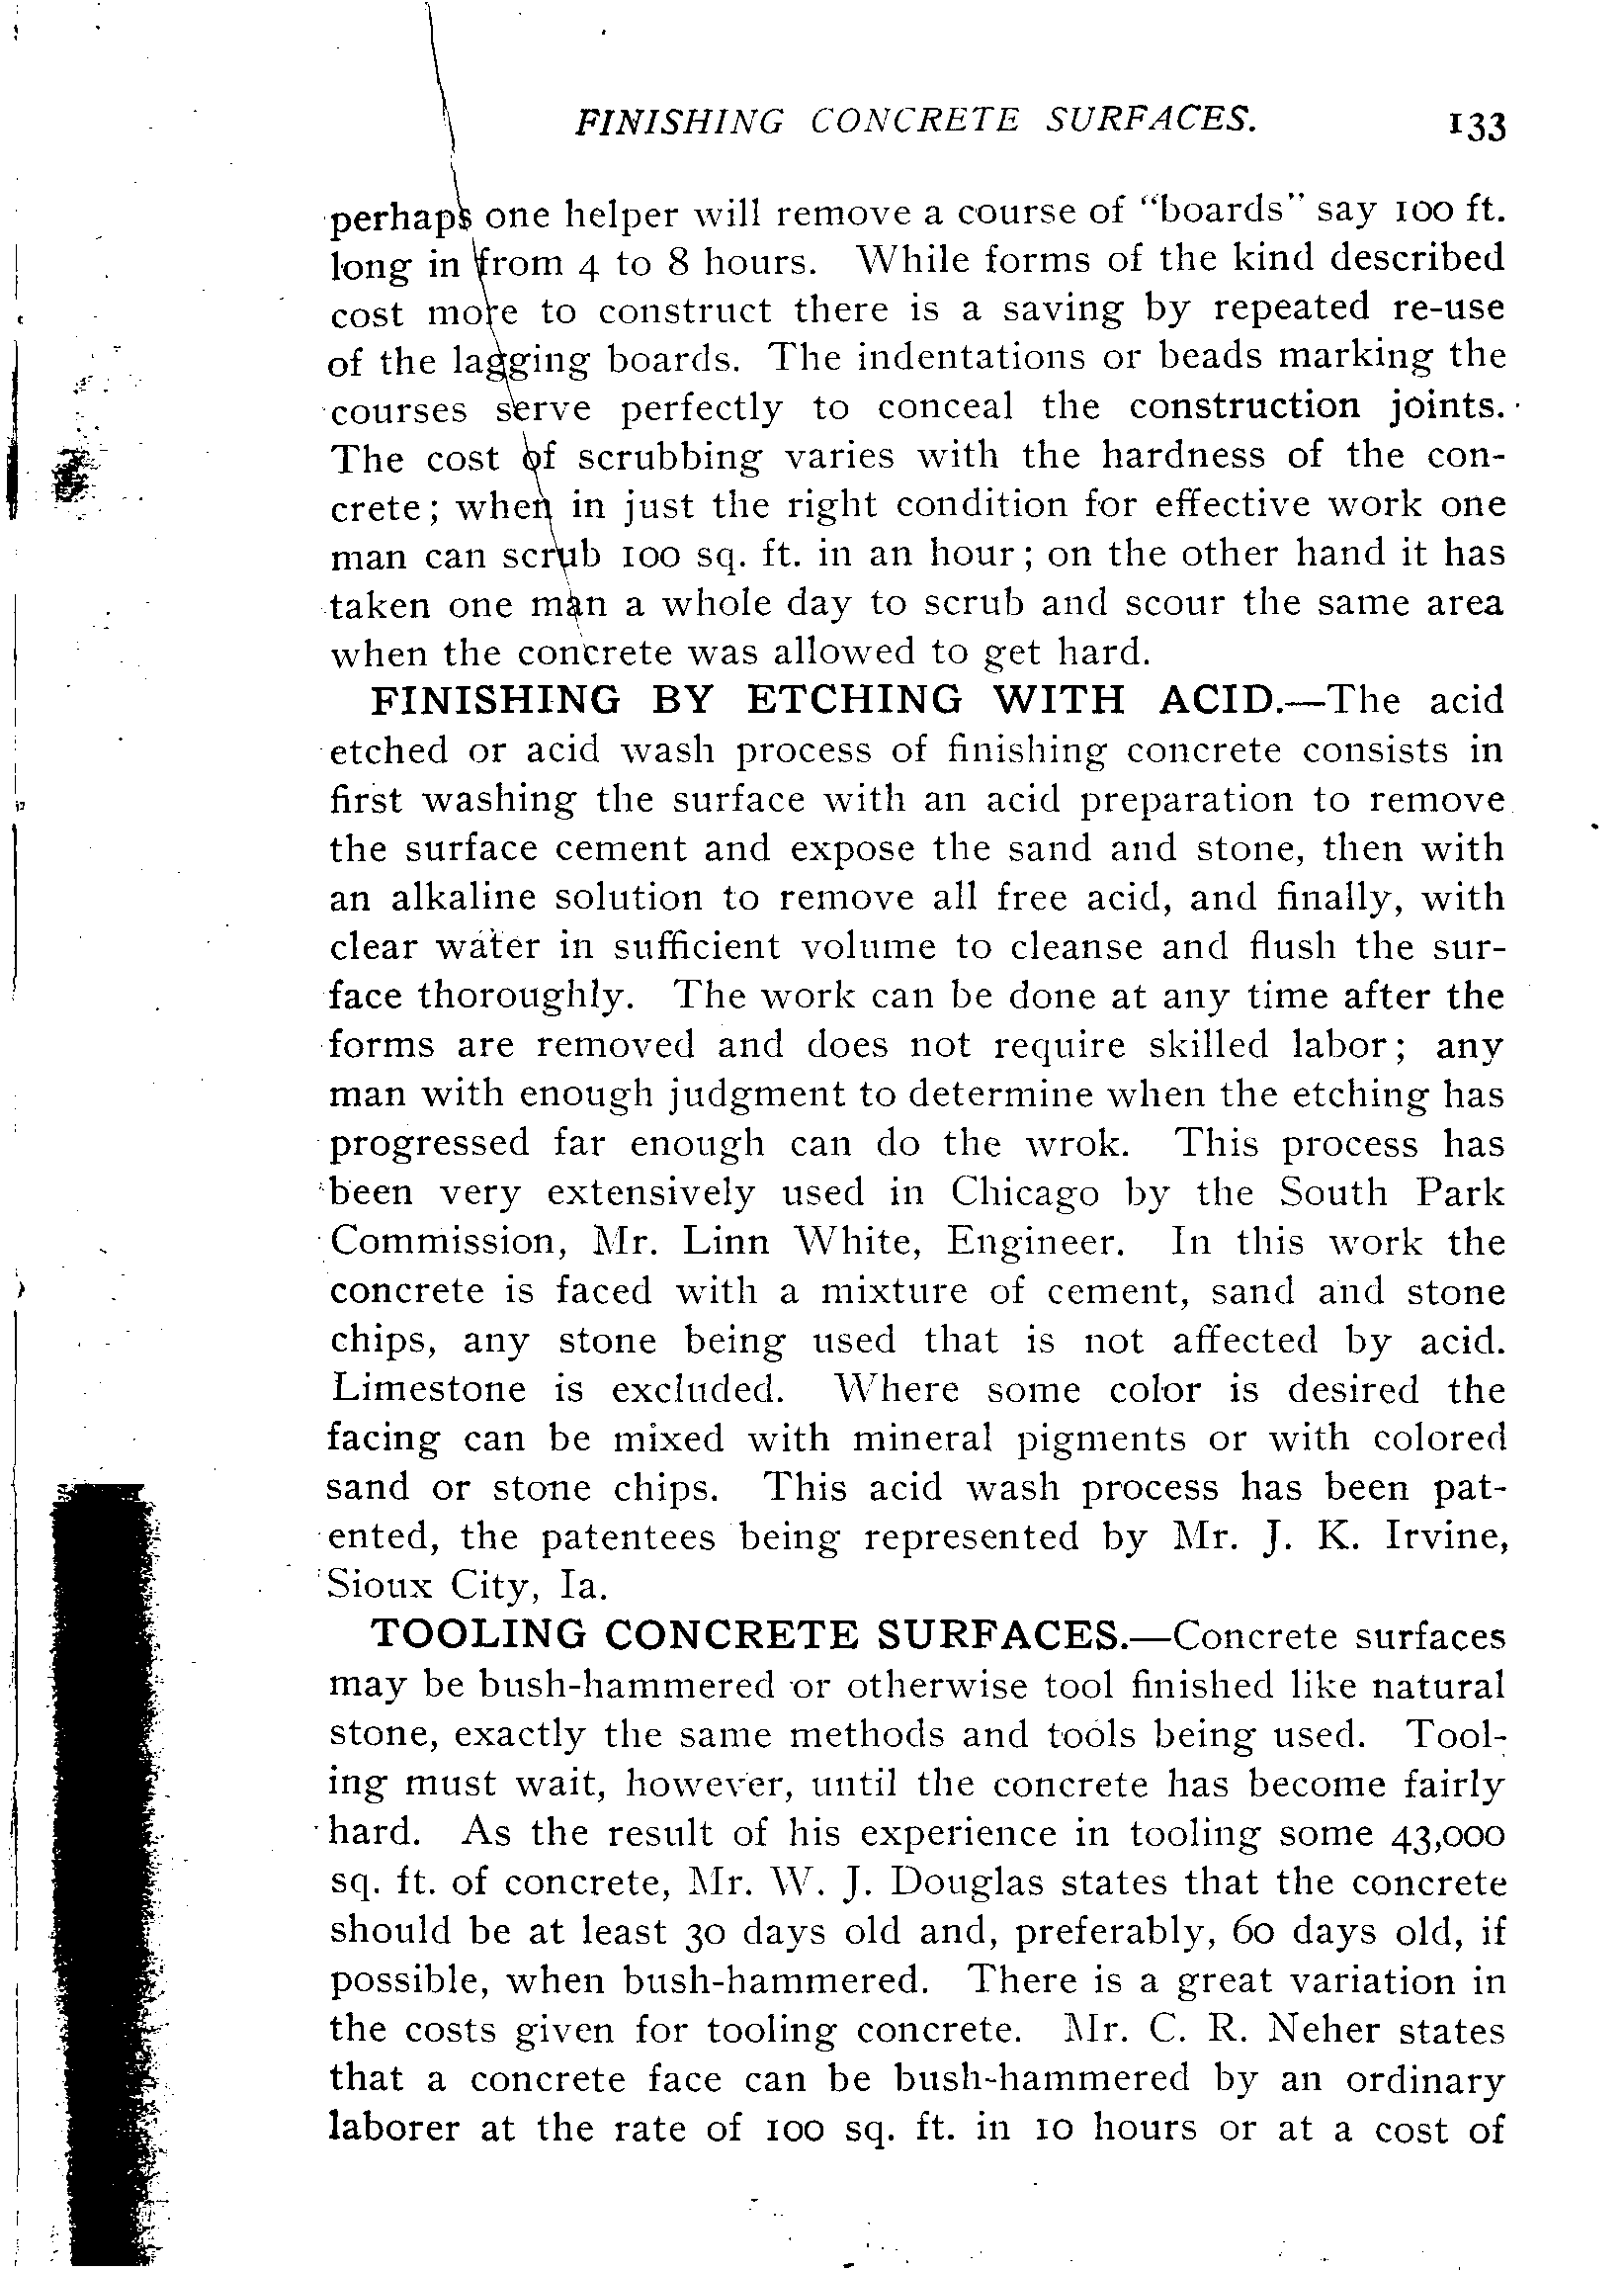 FINISHING CONCRETE SURFACES. 133
perhaps one helper will remove a course of "boards" say 100 ft.
long in from 4 to 8 hours. While forms of the kind described
cost more to construct there is a saving by repeated re-use
of the lagging boards. The indentations or beads marking the
courses serve perfectly to conceal the construction joints.
The cost of scrubbing varies with the hardness of the con-
crete; when in just the right condition for effective work one
man can scrub 100 sq. ft. in an hour; on the other hand it has
taken one man a whole day to scrub and scour the same area
when the concrete was allowed to get hard.
FINISHING BY ETCHING WITH ACID.—The acid
etched or acid wash process of finishing concrete consists in
first washing the surface with an acid preparation to remove
the surface cement and expose the sand and stone, then with
an alkaline solution to remove all free acid, and finally, with
clear water in sufficient volume to cleanse and flush the sur-
face thoroughly. The work can be done at any time after the
forms are removed and does not require skilled labor; any
man with enough judgment to determine when the etching has
progressed far enough can do the wrok. This process has
been very extensively used in Chicago by the South Park
Commission, Mr. Linn White, Engineer. In this work the
concrete is faced with a mixture of cement, sand and stone
chips, any stone being used that is not affected by acid.
Limestone is excluded. Where some color is desired the
facing can be mixed with mineral pigments or with colored
sand or stone chips. This acid wash process has been pat-
ented, the patentees being represented by Mr. J. K. Irvine,
Sioux City, Ia.
TOOLING CONCRETE SURFACES.—Concrete surfaces
may be bush-hammered or otherwise tool finished like natural
stone, exactly the same methods and tools being used. Tool-
ing must wait, however, until the concrete has become fairly
hard. As the result of his experience in tooling some 43,000
sq. ft. of concrete, Mr. W. J. Douglas states that the concrete
should be at least 30 days old and, preferably, 60 days old, if
possible, when bush-hammered. There is a great variation in
the costs given for tooling concrete. Mr. C. R. Neher states
that a concrete face can be bush-hammered by an ordinary
laborer at the rate of 100 sq. ft. in 10 hours or at a cost of